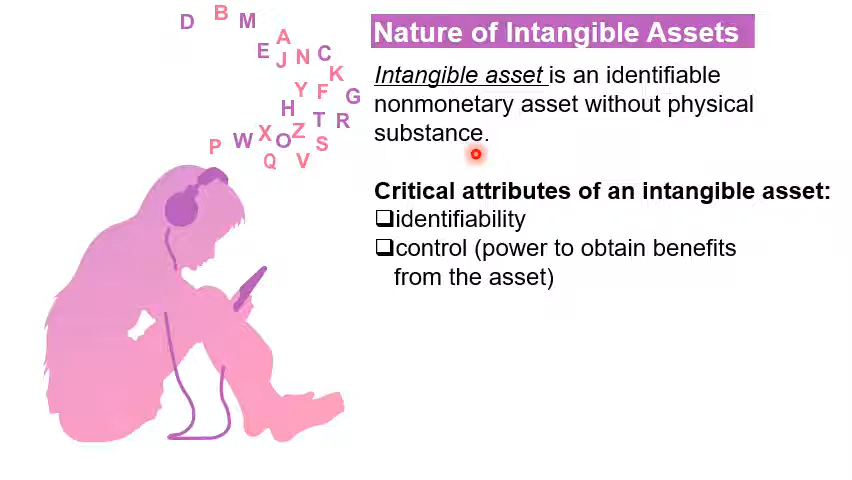 D B M
E A
J N C
K
Y F G
H T R
P W X O Z S
Q V
Nature of Intangible Assets
Intangible asset is an identifiable
nonmonetary asset without physical
substance.
Critical attributes of an intangible asset:
❑identifiability
❑control (power to obtain benefits
from the asset)